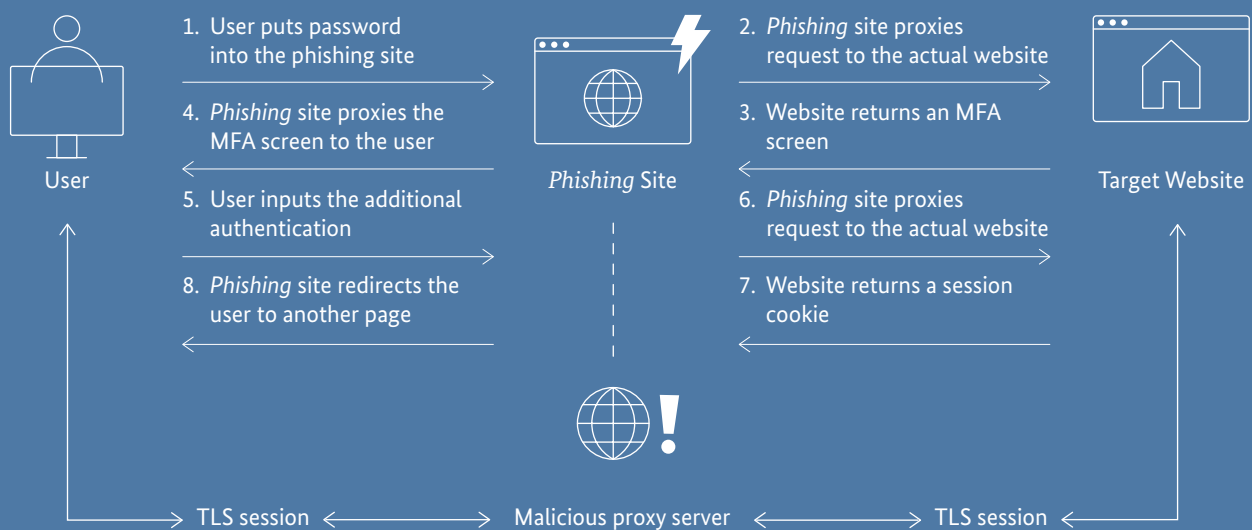 1. User puts password
into the phishing site
2. Phishing site proxies
request to the actual website
4. Phishing site proxies the
MFA screen to the user
3. Website returns an MFA
screen
User
Phishing Site
Target Website
5. User inputs the additional
authentication
6. Phishing site proxies
request to the actual website
8. Phishing site redirects the
user to another page
7. Website returns a session
cookie
!
TLS session
Malicious proxy server
TLS session